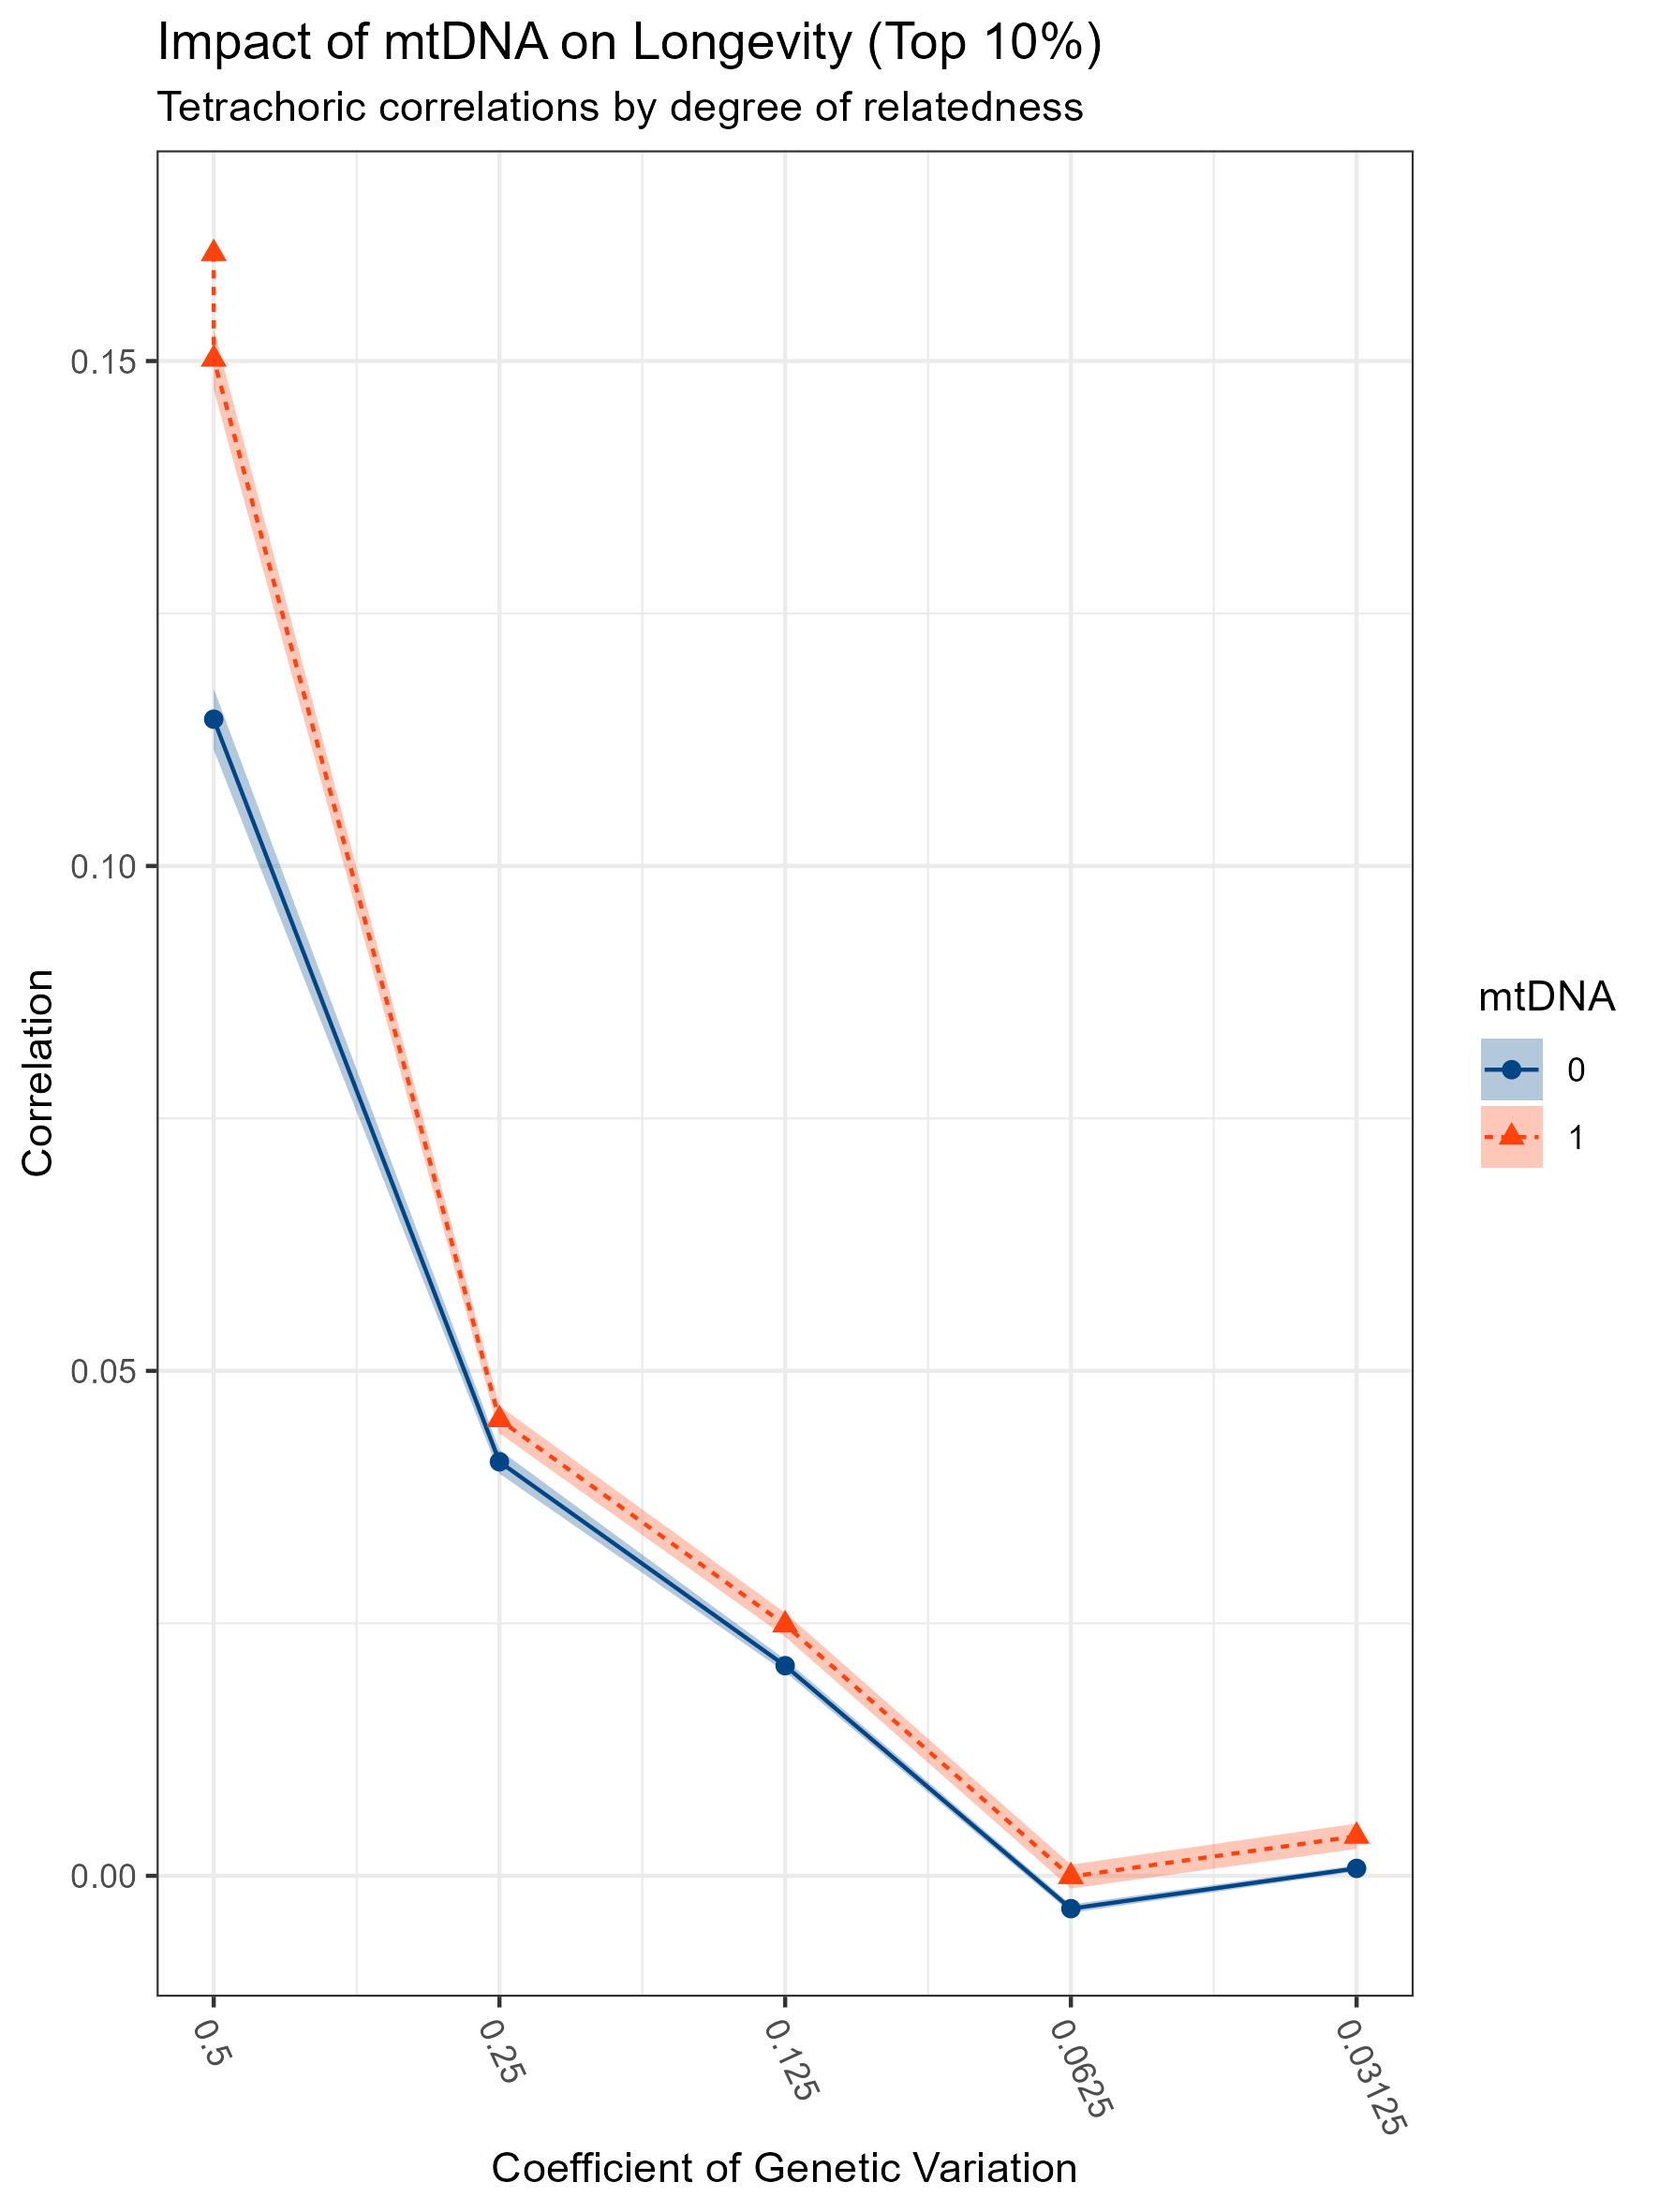 Impact of mtDNA on Longevity (Top 10%)
Tetrachoric correlations by degree of relatedness
0.15
0.10
0.05
0.00
Correlation
0.5
0.25
0.125
0.0625
0.03125
Coefficient of Genetic Variation
mtDNA
0
1